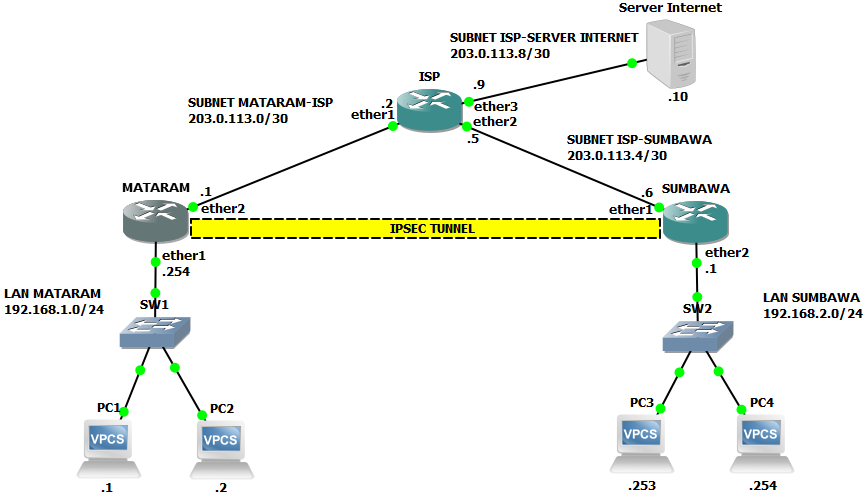 Server Internet
SUBNET ISP-SERVER INTERNET
203.0.113.8/30
ISP
.9
.10
SUBNET MATARAM-ISP
203.0.113.0/30
.2
ether1
ether3
ether2
.5
SUBNET ISP-SUMBAWA
203.0.113.4/30
MATARAM
.1
ether2
.6
ether1
SUMBAWA
IPSEC TUNNEL
ether1
.254
ether2
.1
LAN MATARAM
192.168.1.0/24
SW1
LAN SUMBAWA
192.168.2.0/24
SW2
PC1
PC2
PC3
PC4
VPCS
VPCS
VPCS
VPCS
.1
.2
.253
.254